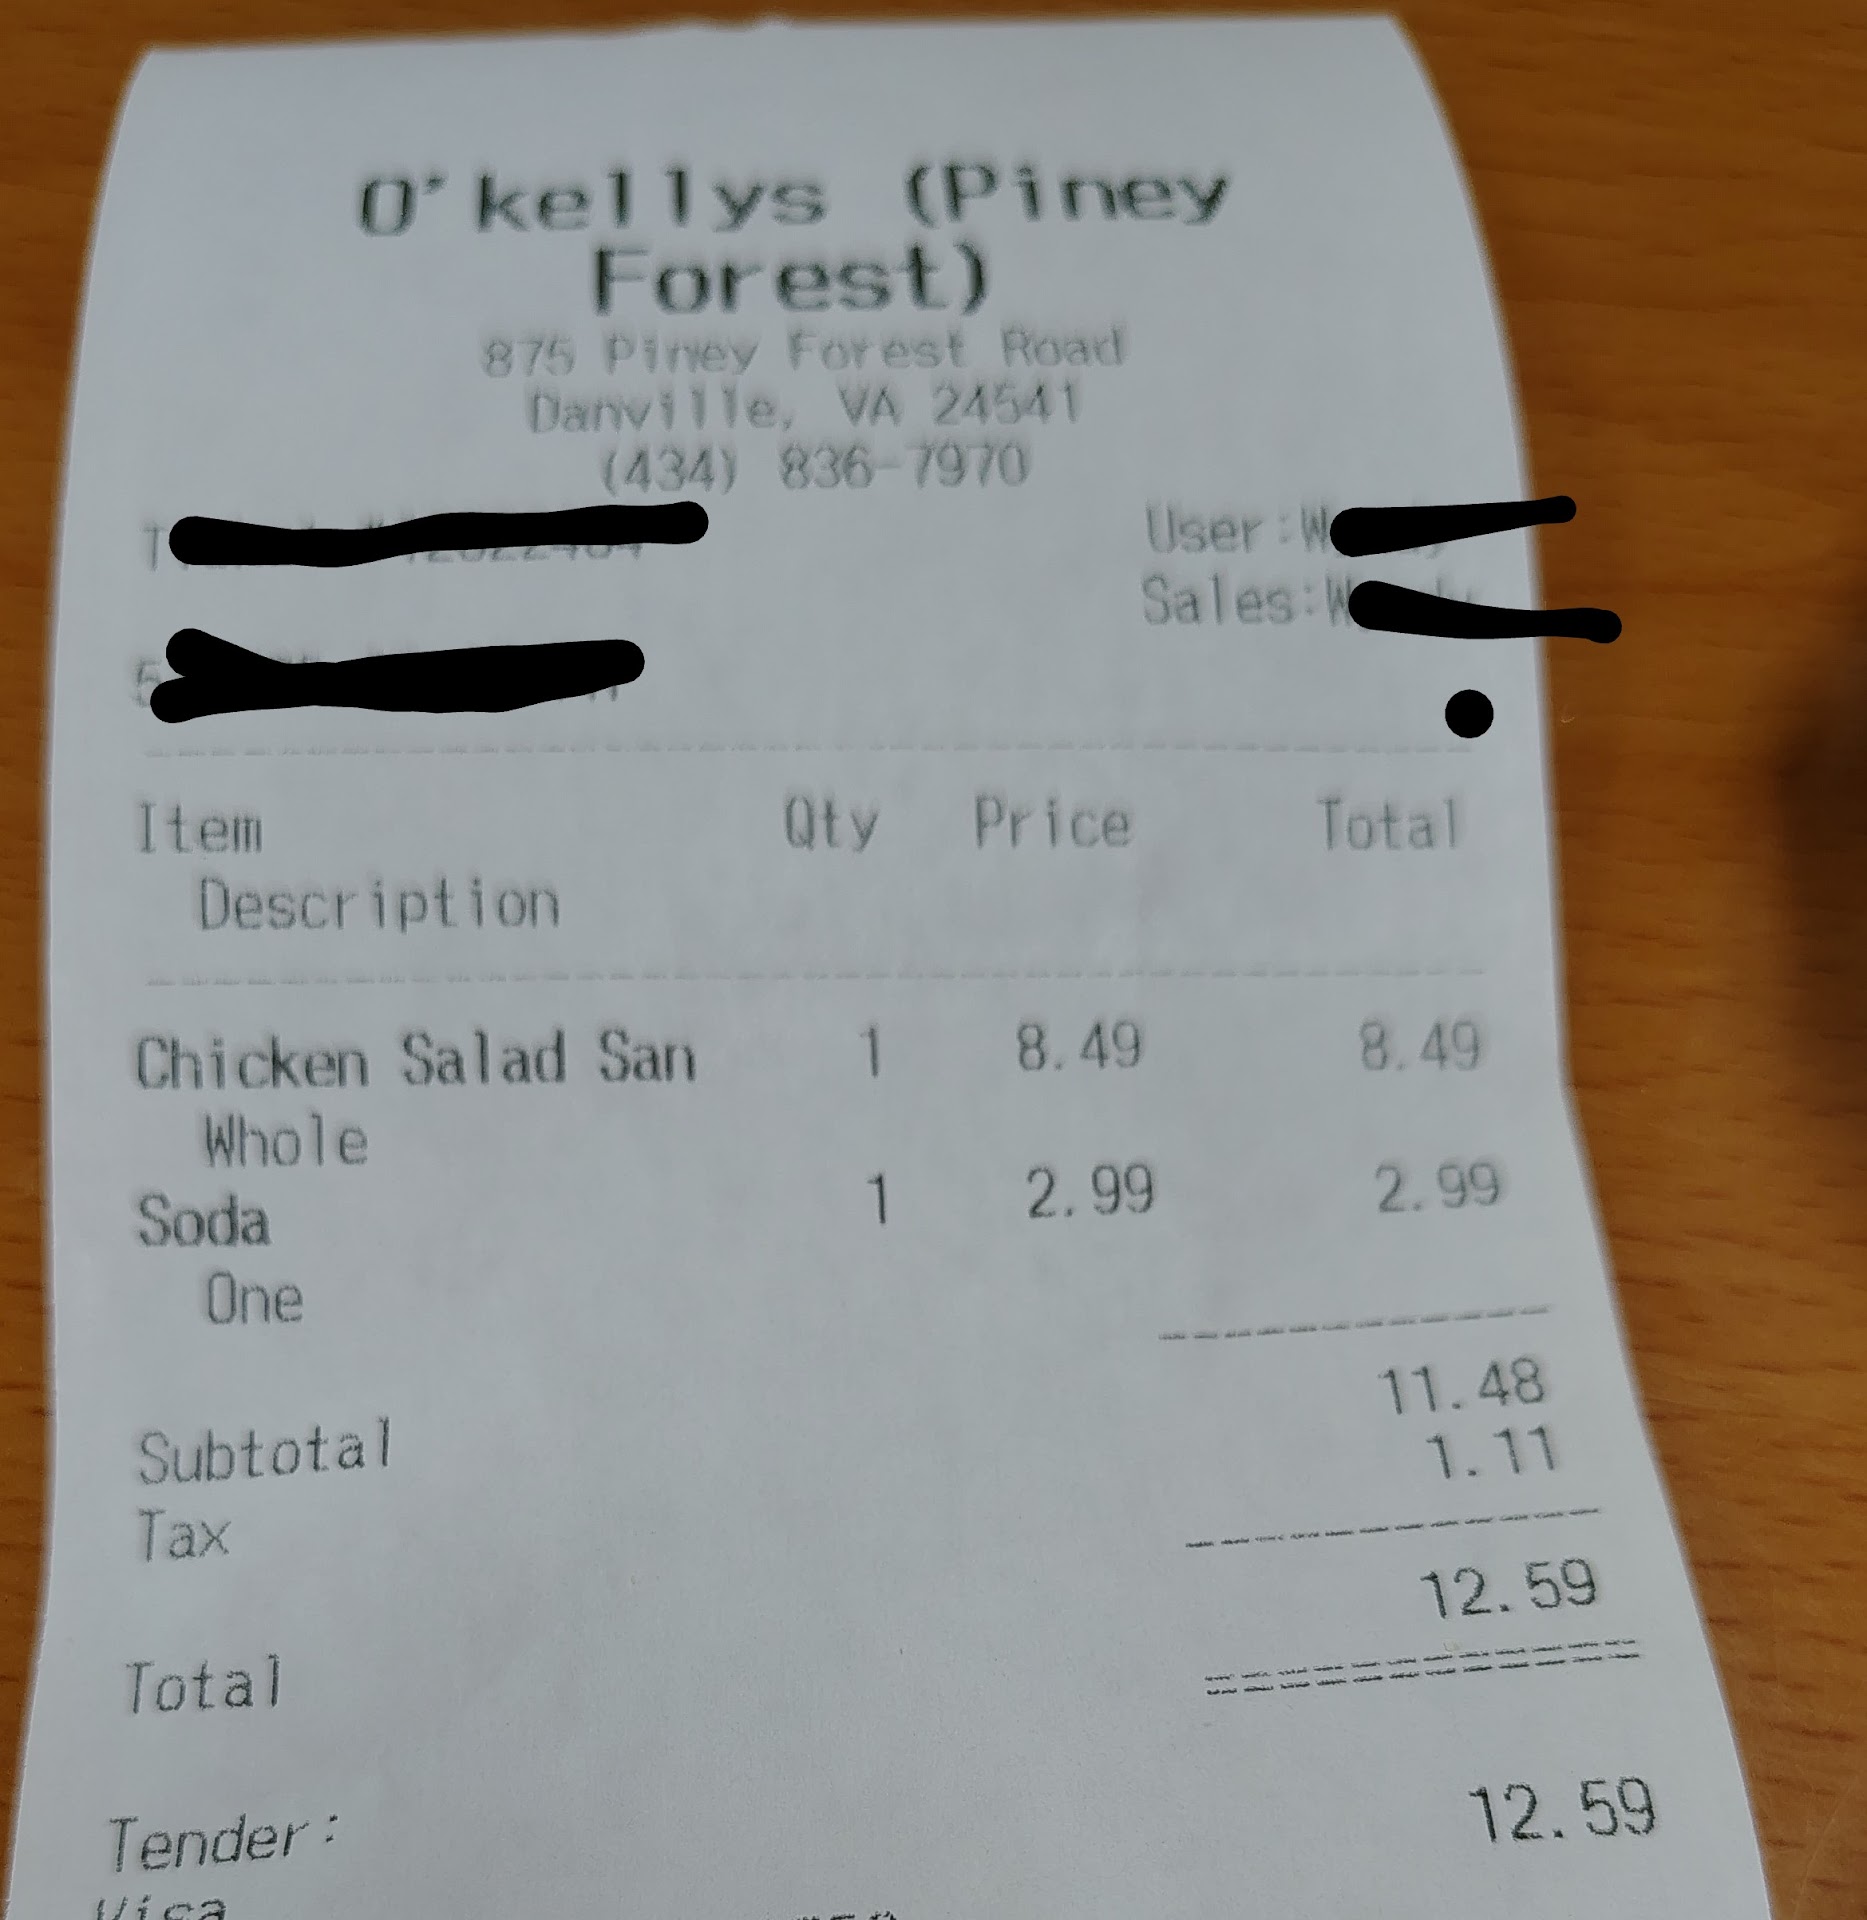 O'kellys (Piney
Forest)
875 Piney Forest Road
Danville, VA 24541
(434) 836-7970
User:
Sales:
Item Qty Price Total
Description
Chicken Salad San 1 8.49 8.49
Whole
Soda 1 2.99 2.99
One
Subtotal 11.48
Tax 1.11
Total 12.59
Tender: 12.59
Visa